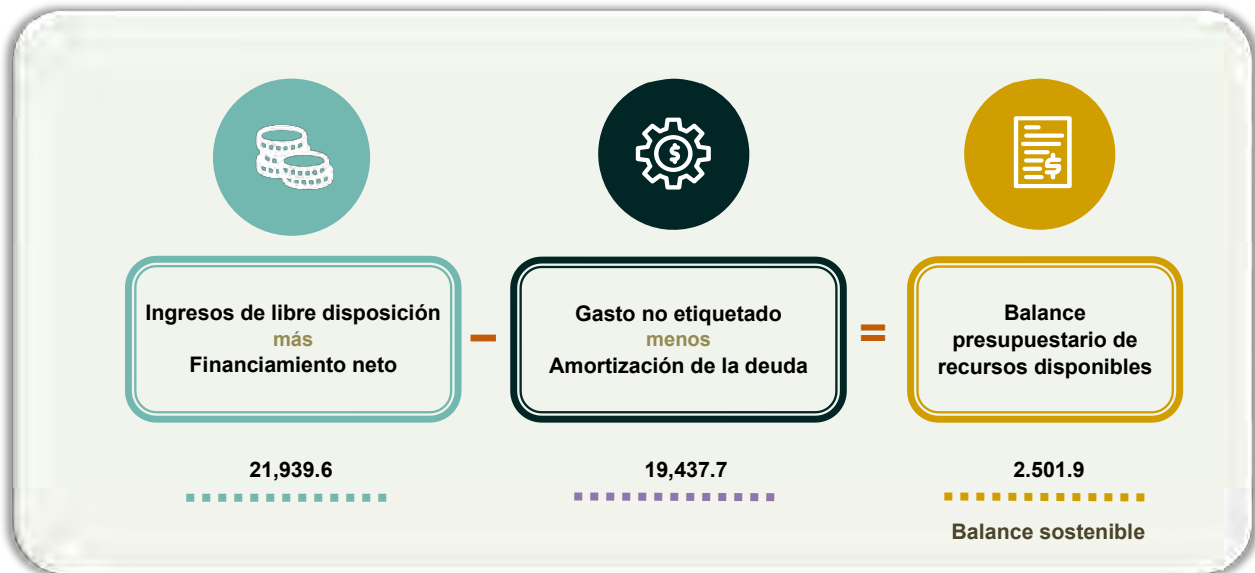 Ingresos de libre disposición
más
Financiamiento neto
–
Gasto no etiquetado
menos
Amortización de la deuda
=
Balance
presupuestario de
recursos disponibles
21,939.6
19,437.7
2.501.9
Balance sostenible